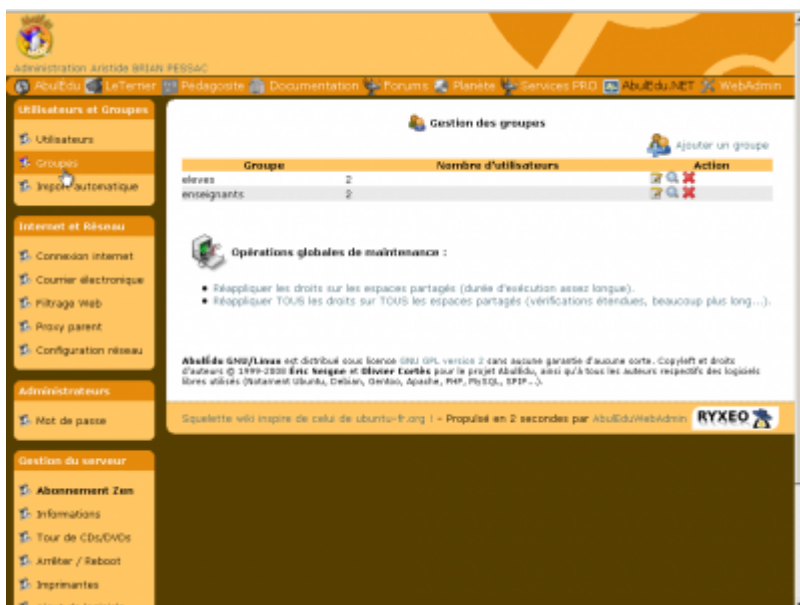 Administration Aristide BRIAN PESSAC
AbulEdu LeTerrier Pedagosite Documentation Forums Planète Services PRO AbulEdu.NET WebAdmin
Utilisateurs et Groupes
Utilisateurs
Groupes
Import automatique
Internet et Réseau
Connexion internet
Courrier électronique
Filtrage Web
Proxy parent
Configuration réseau
Administrateurs
Mot de passe
Gestion du serveur
Abonnement Zen
Informations
Tour de CDs/DVDs
Arrêter / Reboot
Imprimantes
Gestion des groupes
Ajouter un groupe
Groupe Nombre d'utilisateurs Action
eleves 2
enseignants 2
Opérations globales de maintenance :
Réappliquer les droits sur les espaces partagés (durée d'exécution assez longue).
Réappliquer TOUS les droits sur TOUS les espaces partagés (vérifications étendues, beaucoup plus long...).
AbulÉdu GNU/Linux est distribué sous licence GNU GPL version 2 sans aucune garantie d'aucune sorte. Copyleft et droits
d'auteurs © 1999-2008 Éric Seigne et Olivier Cortès pour le projet AbulÉdu, ainsi qu'à tous les auteurs respectifs des logiciels
libres utilisés (Notament Ubuntu, Debian, Gentoo, Apache, PHP, MySQL, SPIP...).
Squelette wiki inspire de celui de ubuntu-fr.org ! - Propulsé en 2 secondes par AbulEduWebAdmin RYXEO